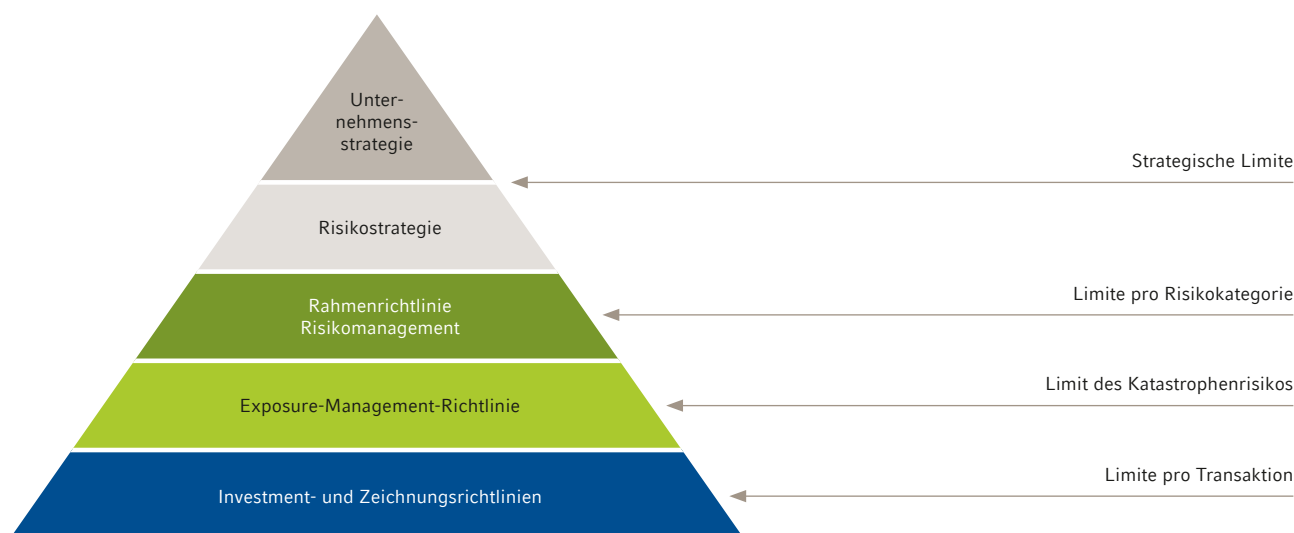 Unter-
nehmens-
strategie
Strategische Limite
Risikostrategie
Limite pro Risikokategorie
Rahmenrichtlinie
Risikomanagement
Limit des Katastrophenrisikos
Exposure-Management-Richtlinie
Limite pro Transaktion
Investment- und Zeichnungsrichtlinien